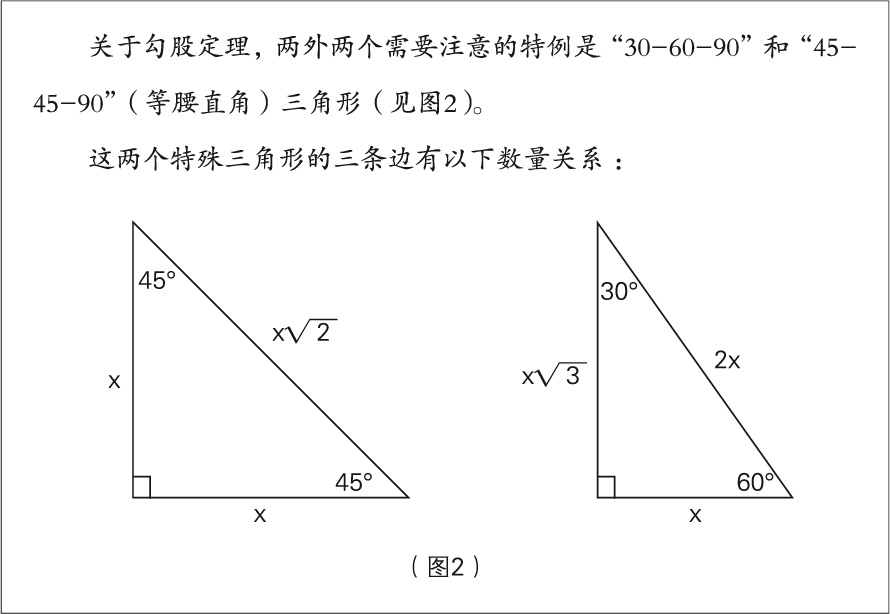 关于勾股定理，两外两个需要注意的特例是“30-60-90”和“45-
45-90”（等腰直角）三角形（见图2）。
这两个特殊三角形的三条边有以下数量关系：
45°
x√2
x
45°
x
30°
x√3
2x
60°
x
（图2）